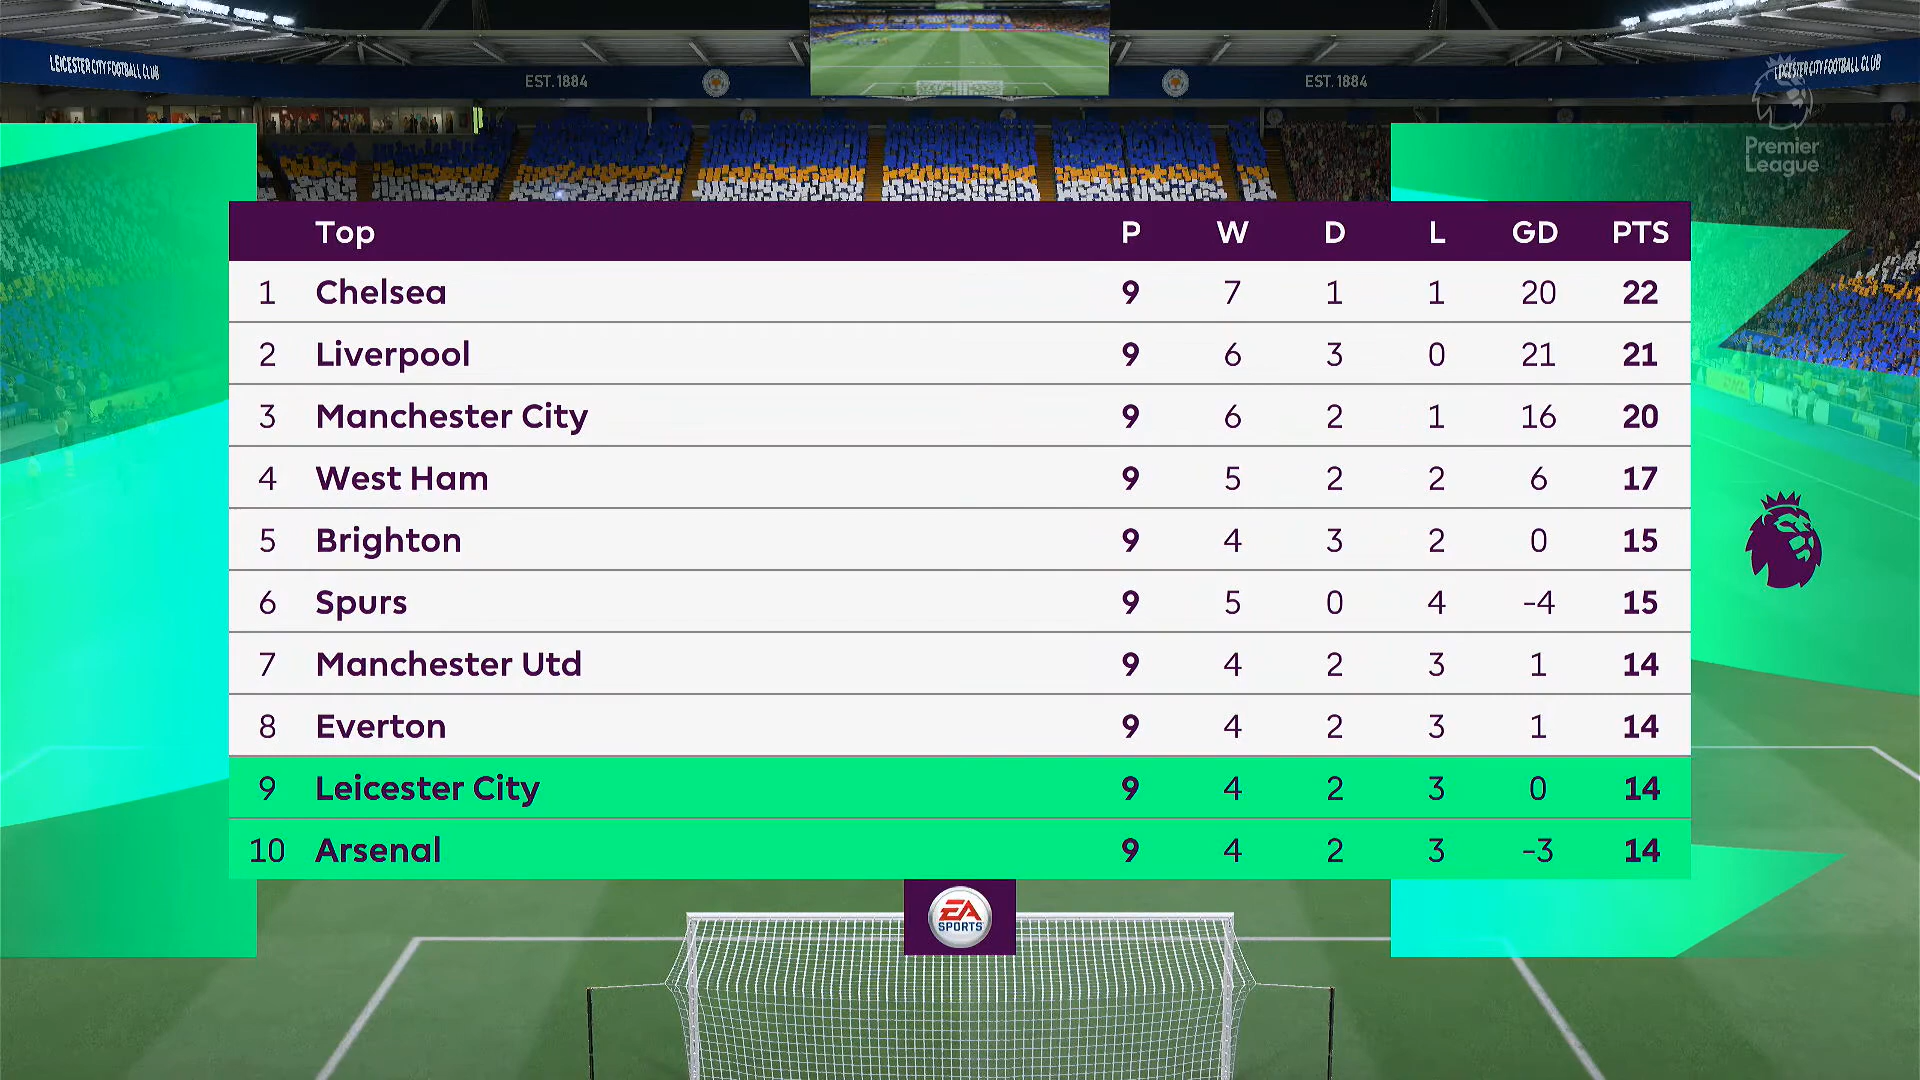 LEICESTER CITY FOOTBALL CLUB
EST. 1884
EST. 1884
LEICESTER CITY FOOTBALL CLUB
Premier
League
Top P W D L GD PTS
1 Chelsea 9 7 1 1 20 22
2 Liverpool 9 6 3 0 21 21
3 Manchester City 9 6 2 1 16 20
4 West Ham 9 5 2 2 6 17
5 Brighton 9 4 3 2 0 15
6 Spurs 9 5 0 4 -4 15
7 Manchester Utd 9 4 2 3 1 14
8 Everton 9 4 2 3 1 14
9 Leicester City 9 4 2 3 0 14
10 Arsenal 9 4 2 3 -3 14
EA
SPORTS